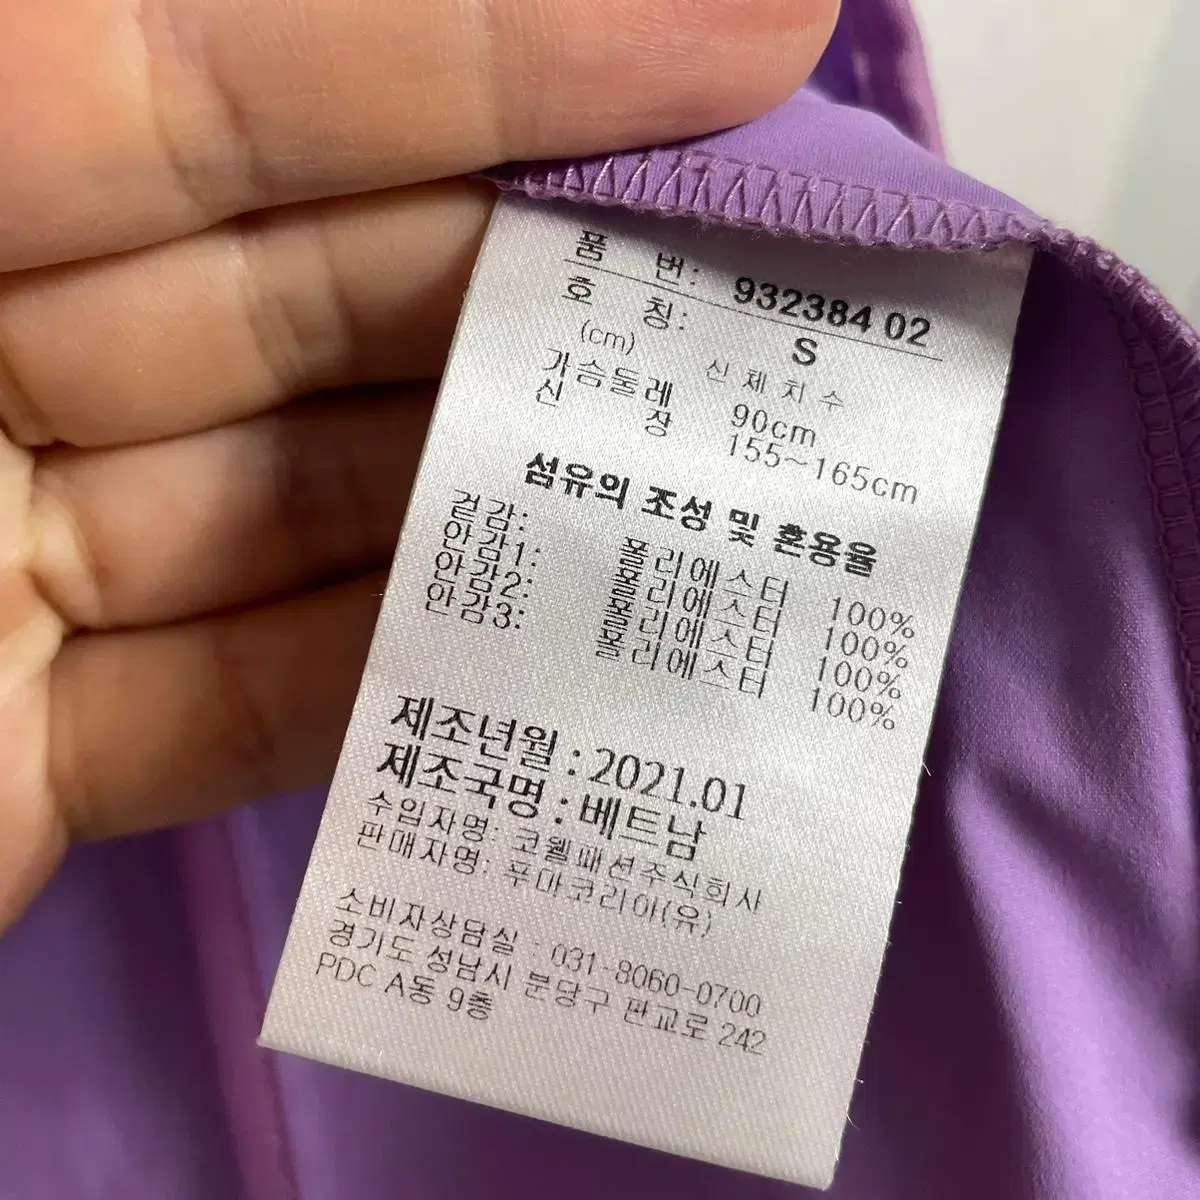 품 번: 932384 02
호 칭: S
(cm) 신체치수
가슴둘레 90cm
신 장 155~165cm
섬유의 조성 및 혼용율
겉감: 폴리에스터 100%
안감1: 폴리에스터 100%
안감2: 폴리에스터 100%
안감3: 폴리에스터 100%
제조년월 : 2021.01
제조국명 : 베트남
수입자명: 코웰패션주식회사
판매자명: 푸마코리아(유)
소비자상담실 : 031-8060-0700
경기도 성남시 분당구 판교로 242
PDC A동 9층